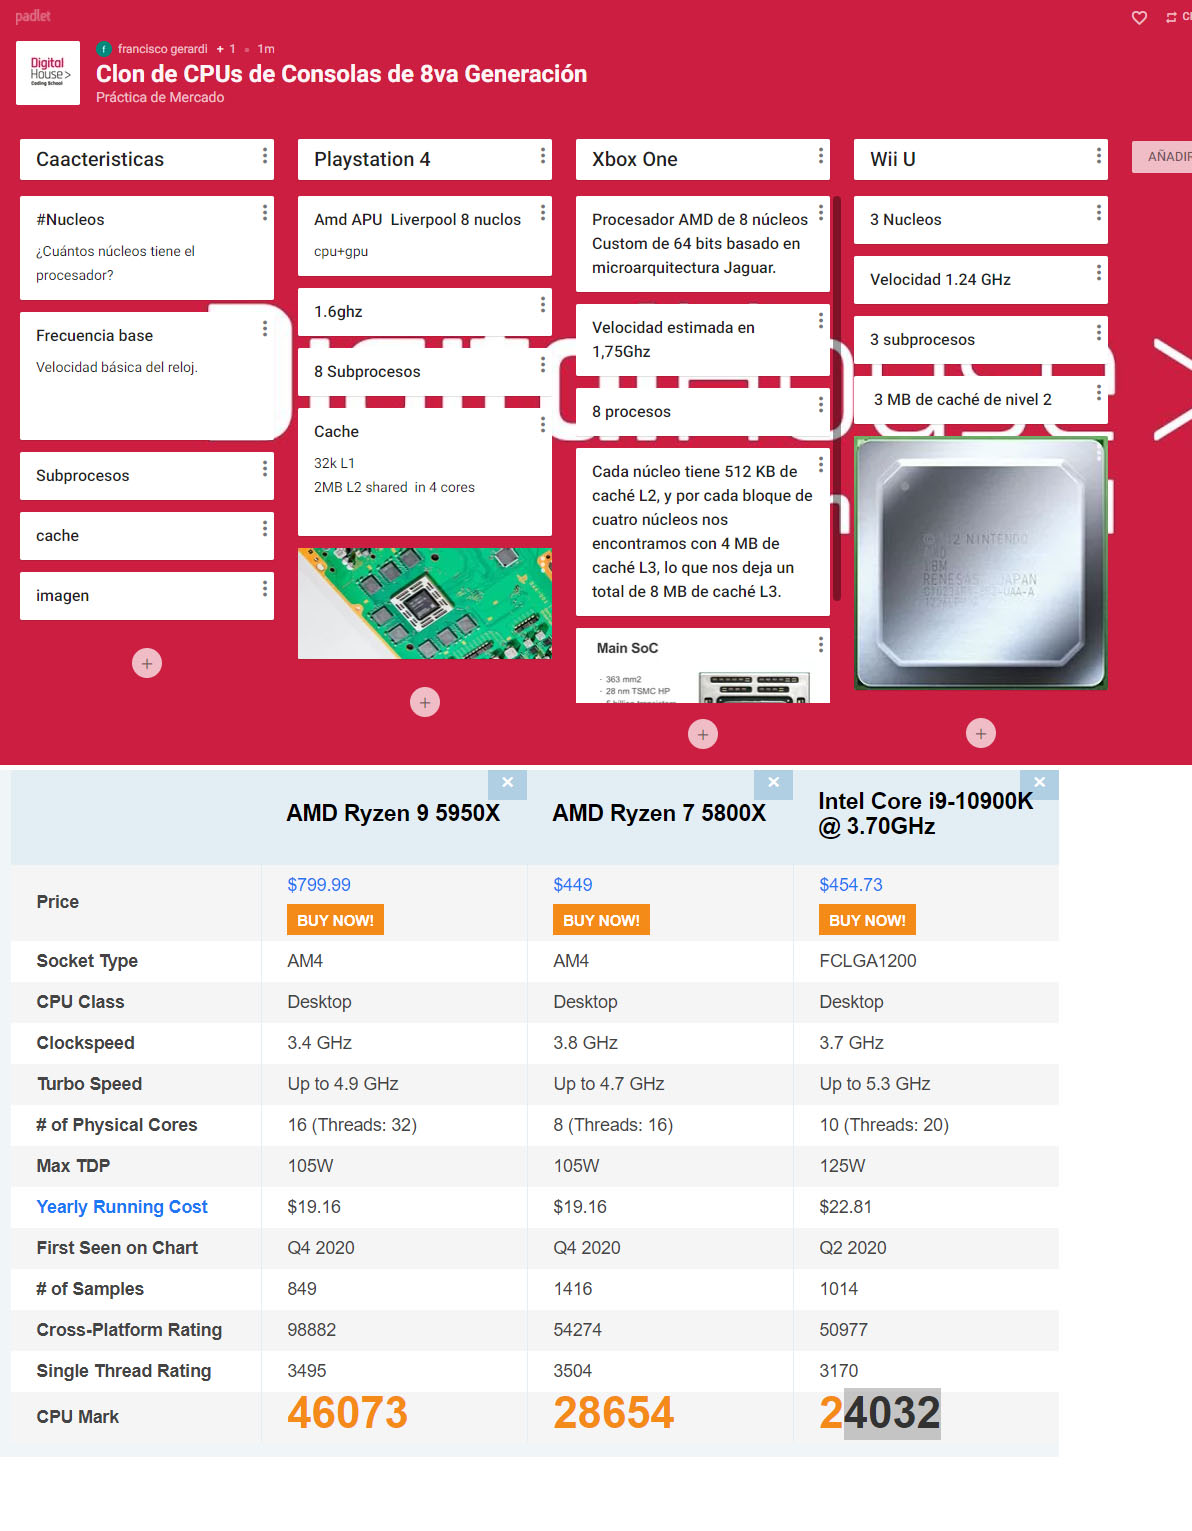 padlet
francisco gerardi + 1 1m
Digital
House>
Coding School
Clon de CPUs de Consolas de 8va Generación
Práctica de Mercado
Caacteristicas
#Nucleos
¿Cuántos núcleos tiene el
procesador?
Frecuencia base
Velocidad básica del reloj.
Subprocesos
cache
imagen
Playstation 4
Amd APU Liverpool 8 nuclos
cpu+gpu
1.6ghz
8 Subprocesos
Cache
32k L1
2MB L2 shared in 4 cores
Xbox One
Procesador AMD de 8 núcleos
Custom de 64 bits basado en
microarquitectura Jaguar.
Velocidad estimada en
1,75Ghz
8 procesos
Cada núcleo tiene 512 KB de
caché L2, y por cada bloque de
cuatro núcleos nos
encontramos con 4 MB de
caché L3, lo que nos deja un
total de 8 MB de caché L3.
Main SoC
· 363 mm2
· 28 nm TSMC HP
Wii U
3 Nucleos
Velocidad 1.24 GHz
3 subprocesos
3 MB de caché de nivel 2
NINTENDO
IBM
RENESAS JAPAN
AÑADIR
AMD Ryzen 9 5950X AMD Ryzen 7 5800X Intel Core i9-10900K
@ 3.70GHz
Price $799.99 $449 $454.73
BUY NOW! BUY NOW! BUY NOW!
Socket Type AM4 AM4 FCLGA1200
CPU Class Desktop Desktop Desktop
Clockspeed 3.4 GHz 3.8 GHz 3.7 GHz
Turbo Speed Up to 4.9 GHz Up to 4.7 GHz Up to 5.3 GHz
# of Physical Cores 16 (Threads: 32) 8 (Threads: 16) 10 (Threads: 20)
Max TDP 105W 105W 125W
Yearly Running Cost $19.16 $19.16 $22.81
First Seen on Chart Q4 2020 Q4 2020 Q2 2020
# of Samples 849 1416 1014
Cross-Platform Rating 98882 54274 50977
Single Thread Rating 3495 3504 3170
CPU Mark 46073 28654 24032